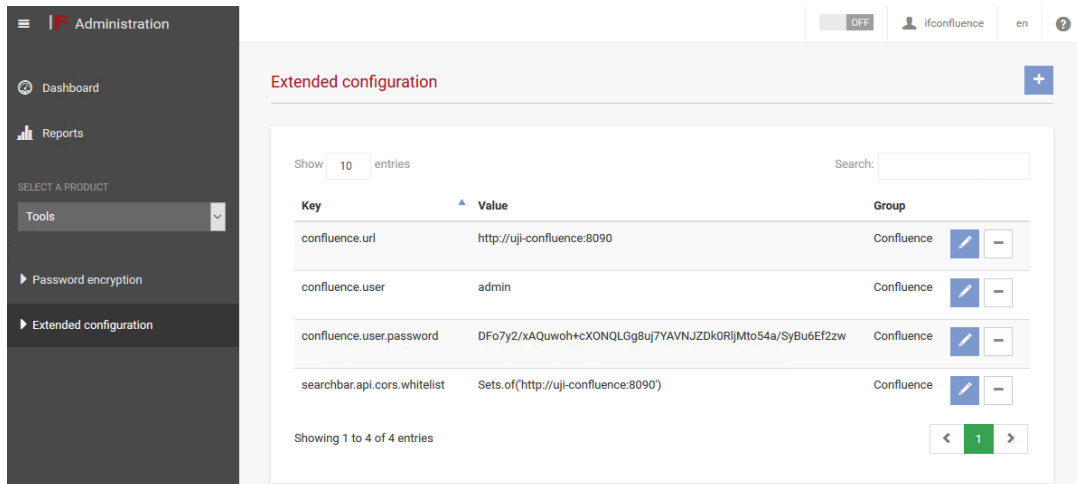 IF Administration
OFF
ifconfluence
en
?
Dashboard
Reports
SELECT A PRODUCT
Tools
Password encryption
Extended configuration
Extended configuration
+
Show 10 entries
Search:
Key Value Group
confluence.url http://uji-confluence:8090 Confluence
confluence.user admin Confluence
confluence.user.password DFo7y2/xAQuwoh+cXONQLGg8uj7YAVNJZDk0RljMto54a/SyBu6Ef2zw Confluence
searchbar.api.cors.whitelist Sets.of('http://uji-confluence:8090') Confluence
Showing 1 to 4 of 4 entries
1